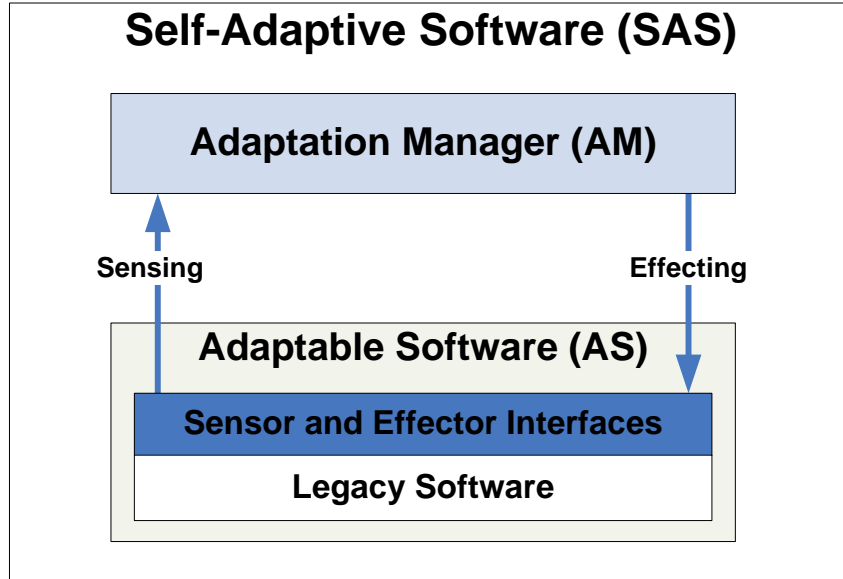 Self-Adaptive Software (SAS)
Adaptation Manager (AM)
Sensing
Effecting
Adaptable Software (AS)
Sensor and Effector Interfaces
Legacy Software